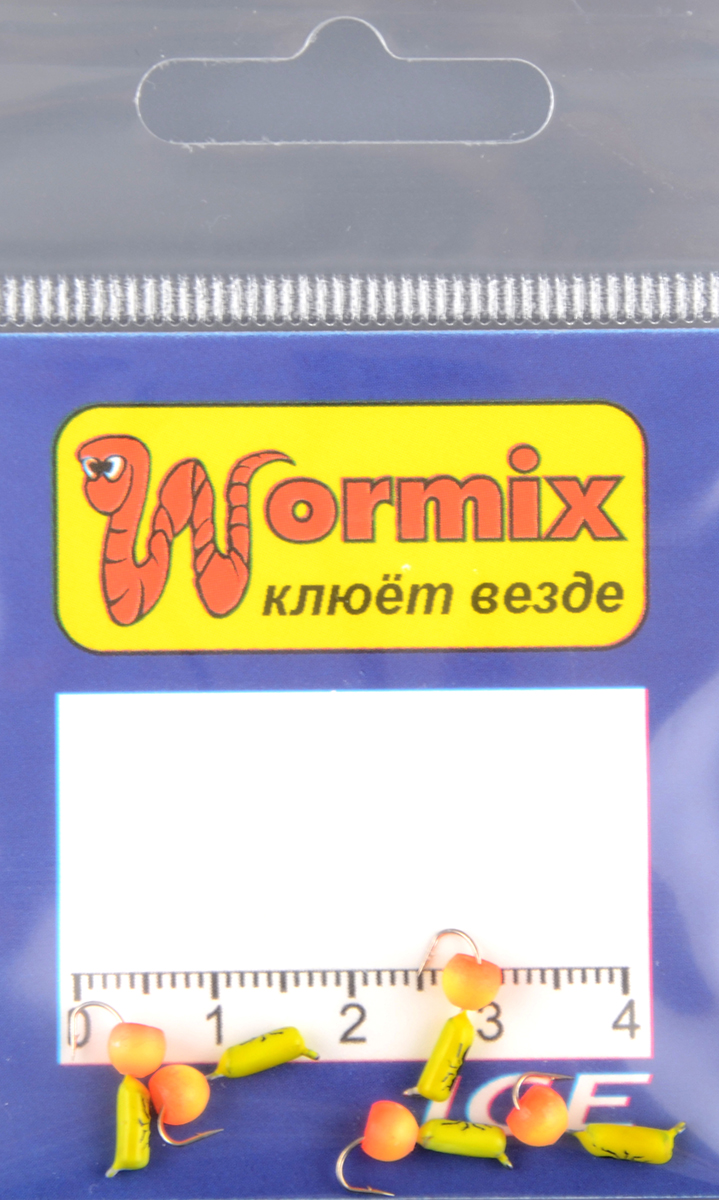 Wormix
клюёт везде
0 1 2 3 4
ICE